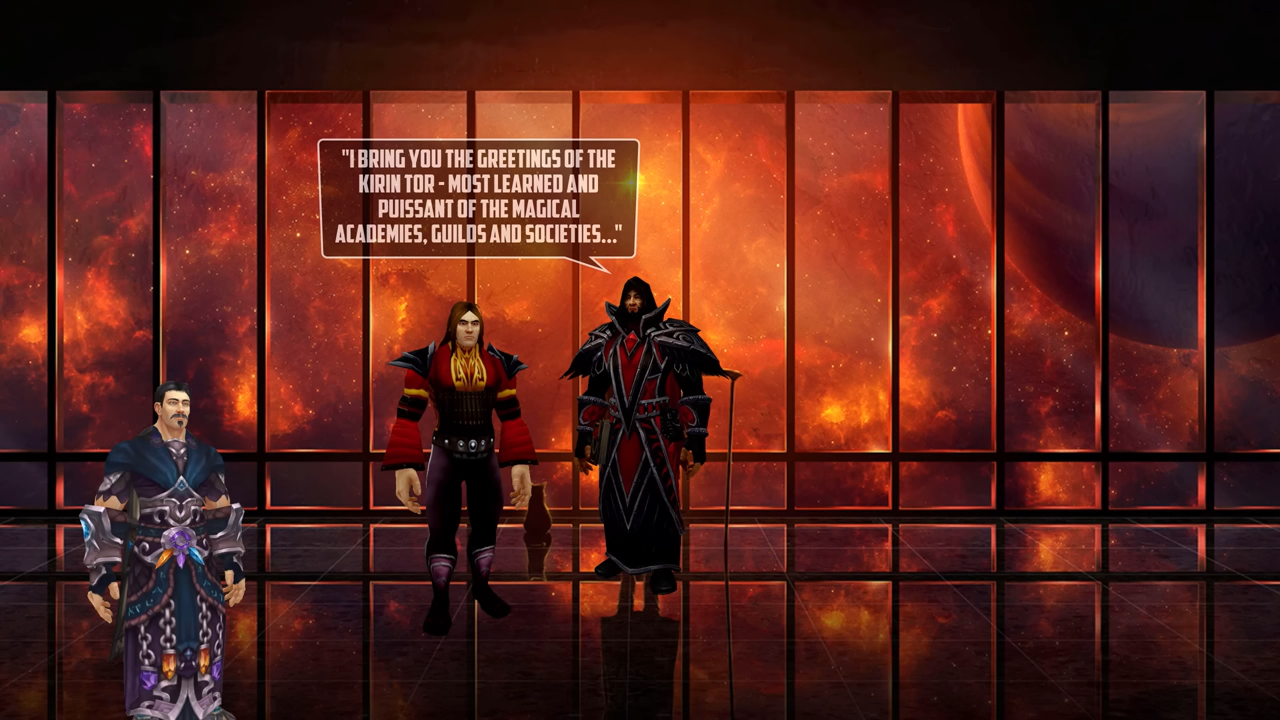 "I BRING YOU THE GREETINGS OF THE
KIRIN TOR - MOST LEARNED AND
PUISSANT OF THE MAGICAL
ACADEMIES, GUILDS AND SOCIETIES..."